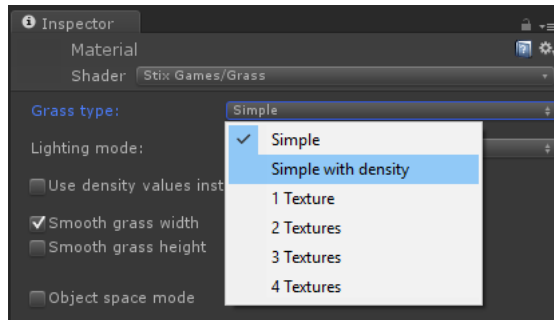 Inspector
Material
Shader Stix Games/Grass
Grass type: Simple
Simple
Lighting mode:
Simple with density
Use density values inst
1 Texture
Smooth grass width
2 Textures
Smooth grass height
3 Textures
4 Textures
Object space mode